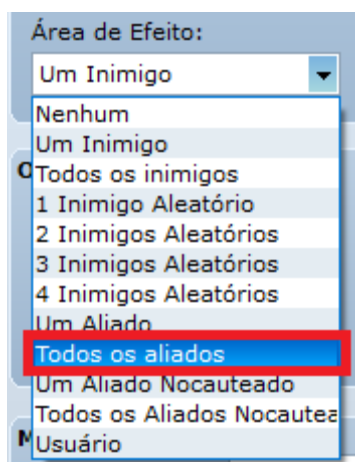 Área de Efeito:
Um Inimigo
Nenhum
Um Inimigo
Todos os inimigos
1 Inimigo Aleatório
2 Inimigos Aleatórios
3 Inimigos Aleatórios
4 Inimigos Aleatórios
Um Aliado
Todos os aliados
Um Aliado Nocauteado
Todos os Aliados Nocautea
Usuário